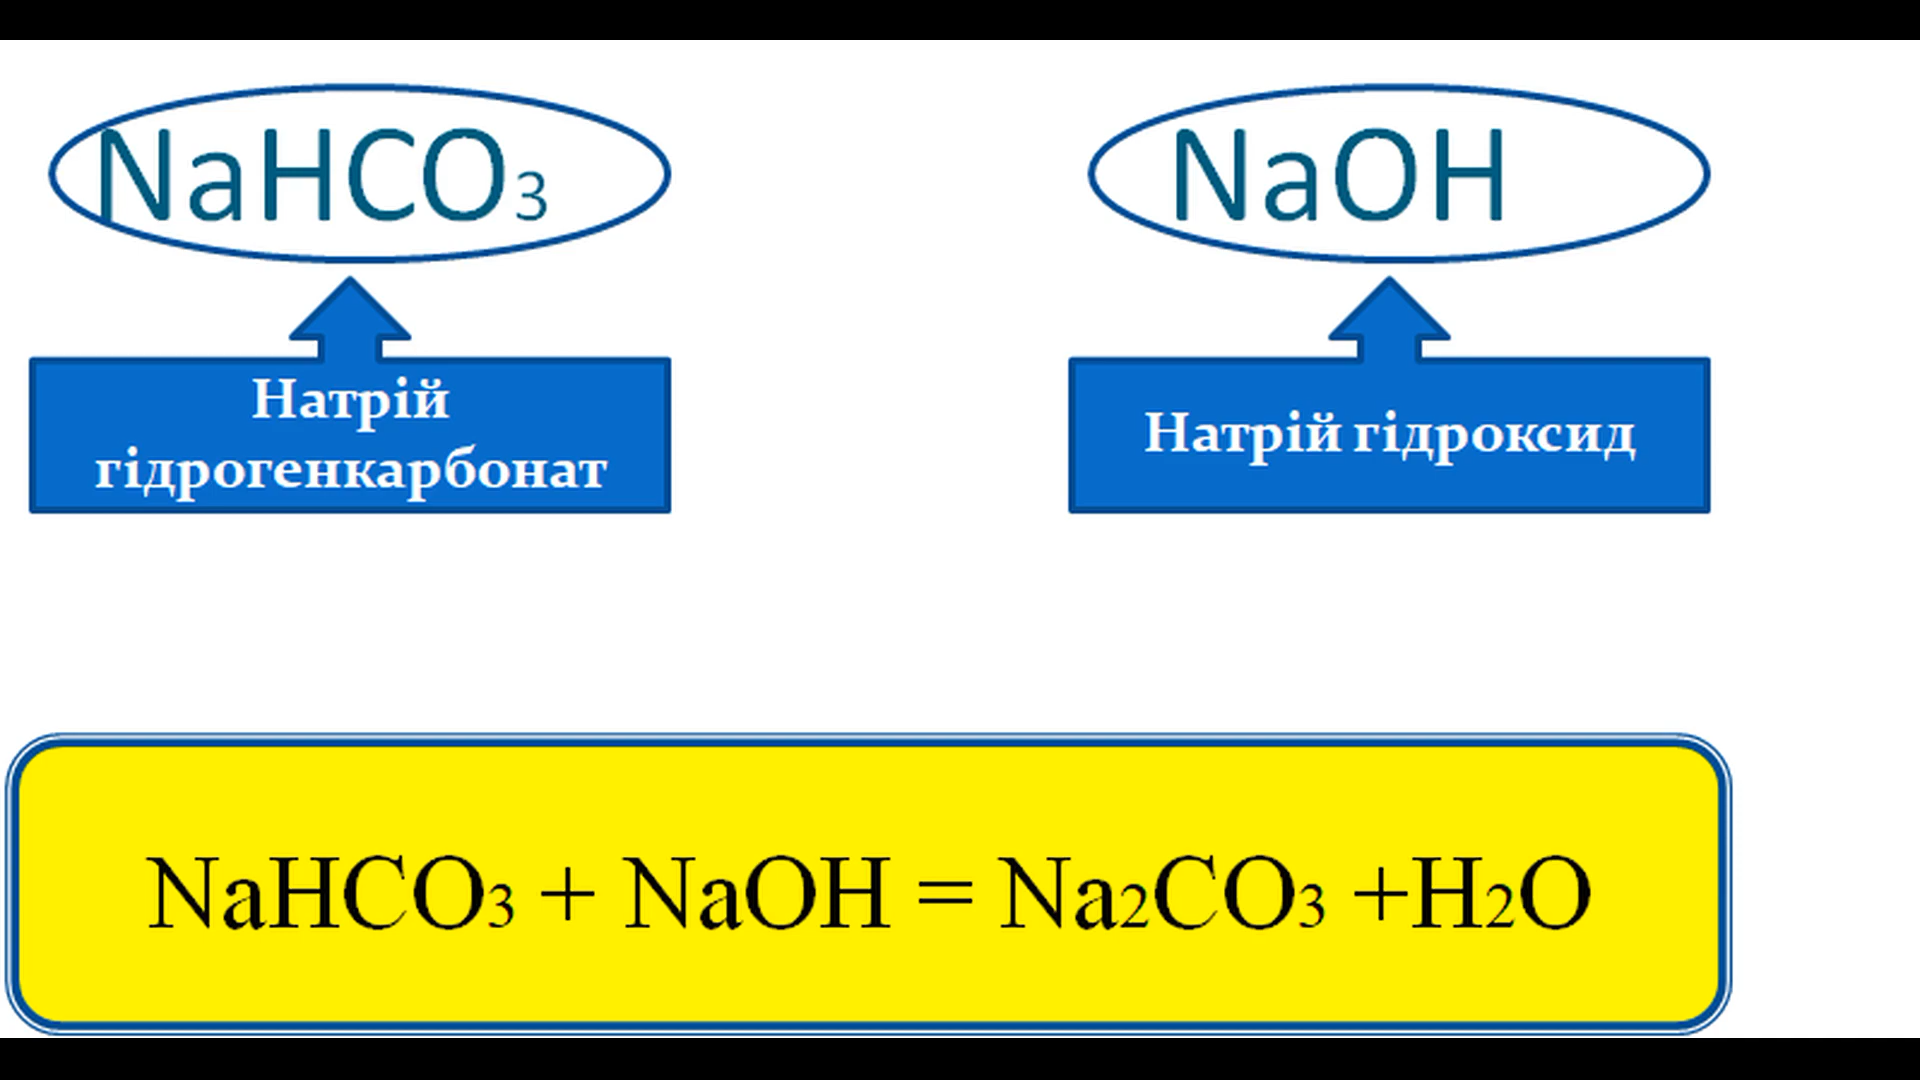 NaHCO₃
NaOH
Натрій
гідрогенкарбонат
Натрій гідроксид
NaHCO₃ + NaOH = Na₂CO₃ +H₂O